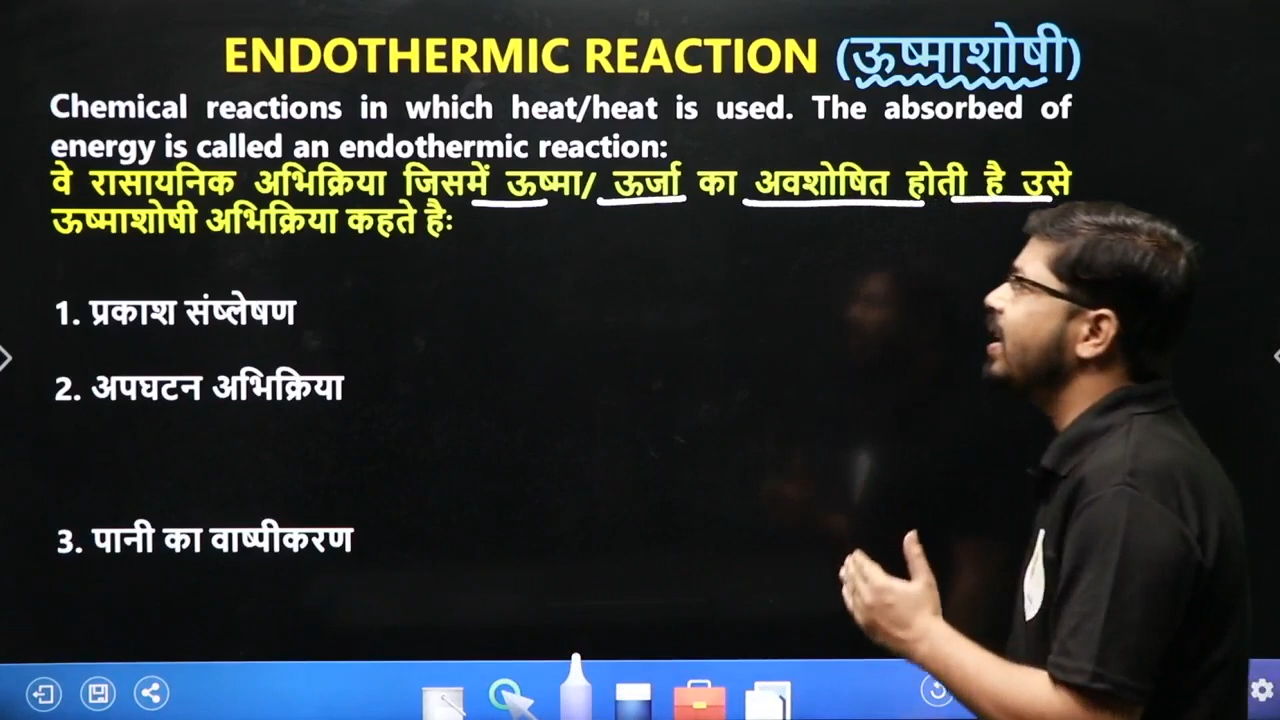 ENDOTHERMIC REACTION (ऊष्माशोषी)
Chemical reactions in which heat/heat is used. The absorbed of
energy is called an endothermic reaction:
वे रासायनिक अभिक्रिया जिसमें ऊष्मा/ ऊर्जा का अवशोषित होती है उसे
ऊष्माशोषी अभिक्रिया कहते हैः
1. प्रकाश संष्लेषण
2. अपघटन अभिक्रिया
3. पानी का वाष्पीकरण